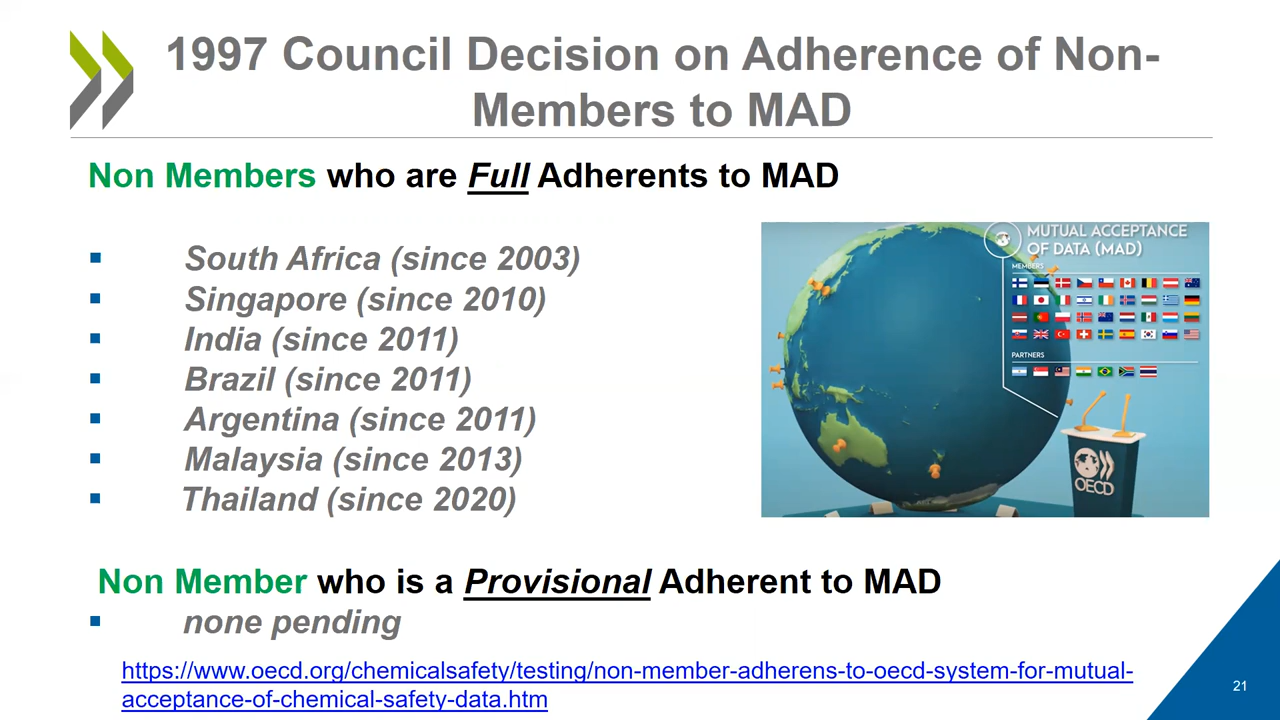 1997 Council Decision on Adherence of Non-
Members to MAD
Non Members who are Full Adherents to MAD
▪ South Africa (since 2003)
▪ Singapore (since 2010)
▪ India (since 2011)
▪ Brazil (since 2011)
▪ Argentina (since 2011)
▪ Malaysia (since 2013)
▪ Thailand (since 2020)
MUTUAL ACCEPTANCE
OF DATA (MAD)
MEMBERS
PARTNERS
OECD
Non Member who is a Provisional Adherent to MAD
▪ none pending
https://www.oecd.org/chemicalsafety/testing/non-member-adherens-to-oecd-system-for-mutual-
acceptance-of-chemical-safety-data.htm
21